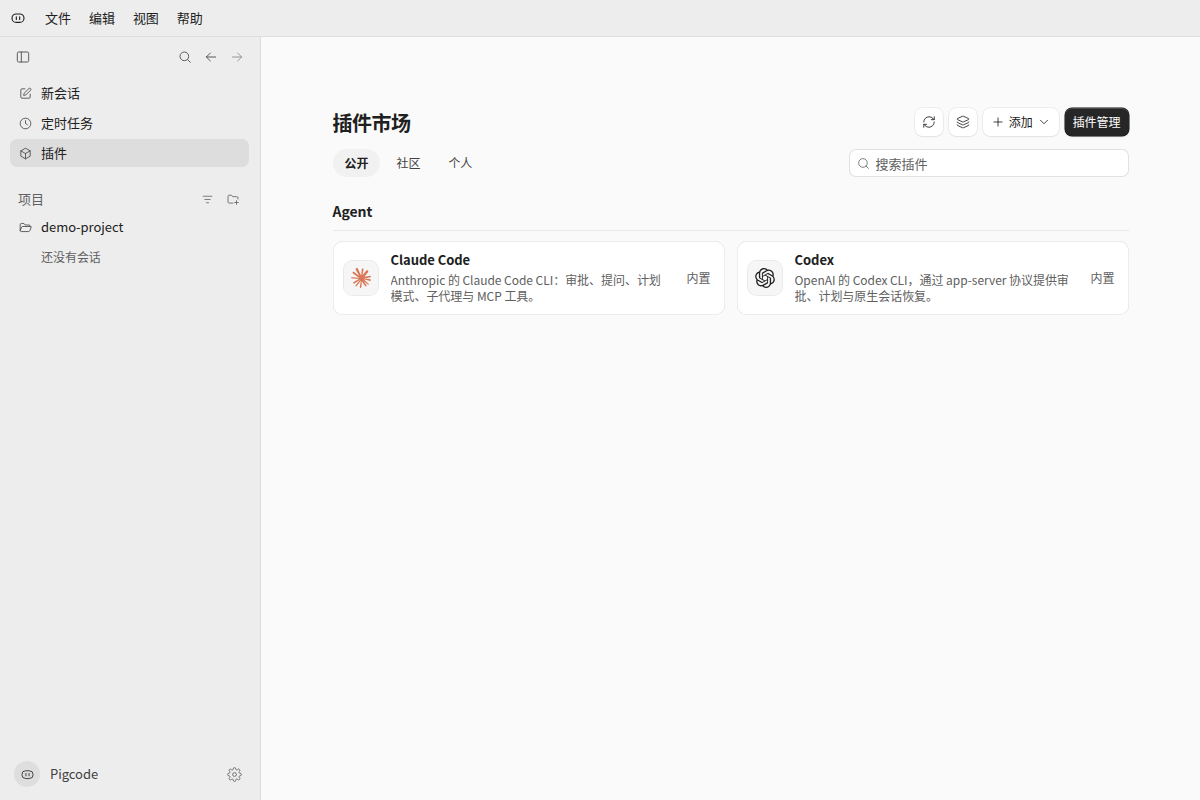 文件 编辑 视图 帮助
新会话
定时任务
插件
项目
demo-project
还没有会话
Pigcode
插件市场
添加
插件管理
公开 社区 个人
搜索插件
Agent
Claude Code
Anthropic 的 Claude Code CLI：审批、提问、计划
模式、子代理与 MCP 工具。
内置
Codex
OpenAI 的 Codex CLI，通过 app-server 协议提供审
批、计划与原生会话恢复。
内置